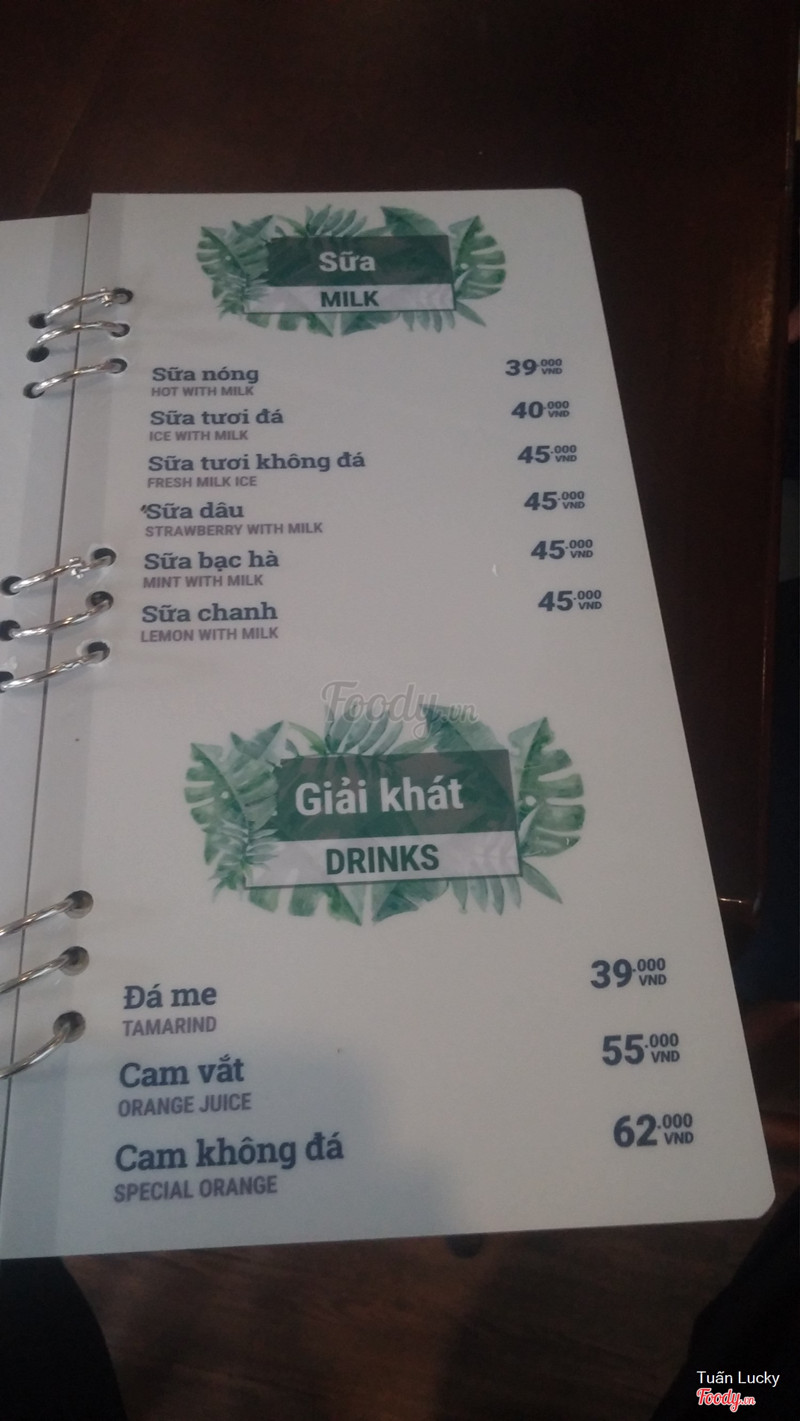 Sữa
MILK
Sữa nóng 39.000 VND
HOT WITH MILK
Sữa tươi đá 40.000 VND
ICE WITH MILK
Sữa tươi không đá 45.000 VND
FRESH MILK ICE
Sữa dâu 45.000 VND
STRAWBERRY WITH MILK
Sữa bạc hà 45.000 VND
MINT WITH MILK
Sữa chanh 45.000 VND
LEMON WITH MILK
Foody.vn
Giải khát
DRINKS
Đá me 39.000 VND
TAMARIND
Cam vắt 55.000 VND
ORANGE JUICE
Cam không đá 62.000 VND
SPECIAL ORANGE
Tuấn Lucky
Foody.vn